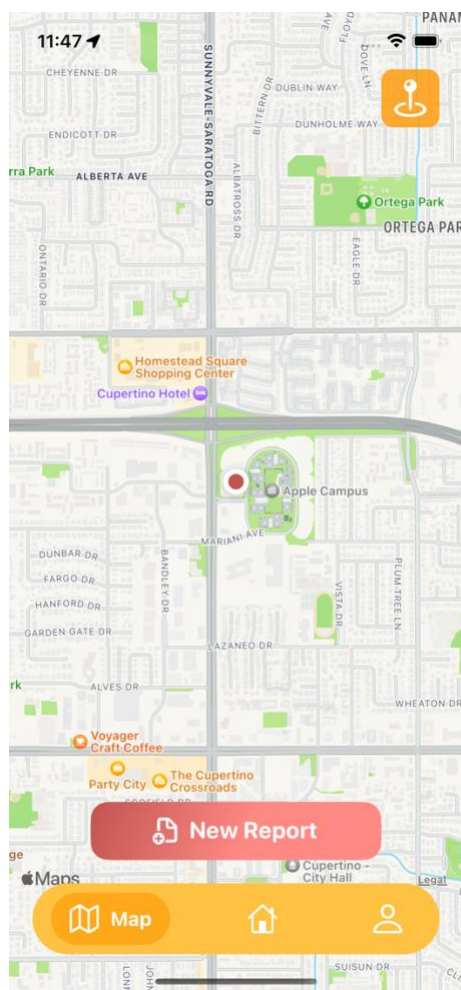 PANAM
11:47
CHEYENNE DR
SUNNYVALE-SARATOGA RD
BITTERN DR
AVE
FLOYD
DOVE LN
DUBLIN WAY
DUNHOLME WAY
ENDICOTT DR
rra Park
ALBERTA AVE
ALBATROSS DR
Ortega Park
ORTEGA PAR
ONTARIO DR
EAGLE DR
Homestead Square
Shopping Center
Cupertino Hotel
Apple Campus
MARIANI AVE
DUNBAR DR
BANDLEY DR
FARGO DR
PLUM TREE LN
HANFORD DR
VISTA DR
GARDEN GATE DR
LAZANEO DR
rk
ALVES DR
WHEATON DR
Voyager
Craft Coffee
Party City
The Cupertino
Crossroads
SCOFIELD DR
New Report
ge
Maps
Cupertino -
City Hall
Legal
Map
SUISUN DR